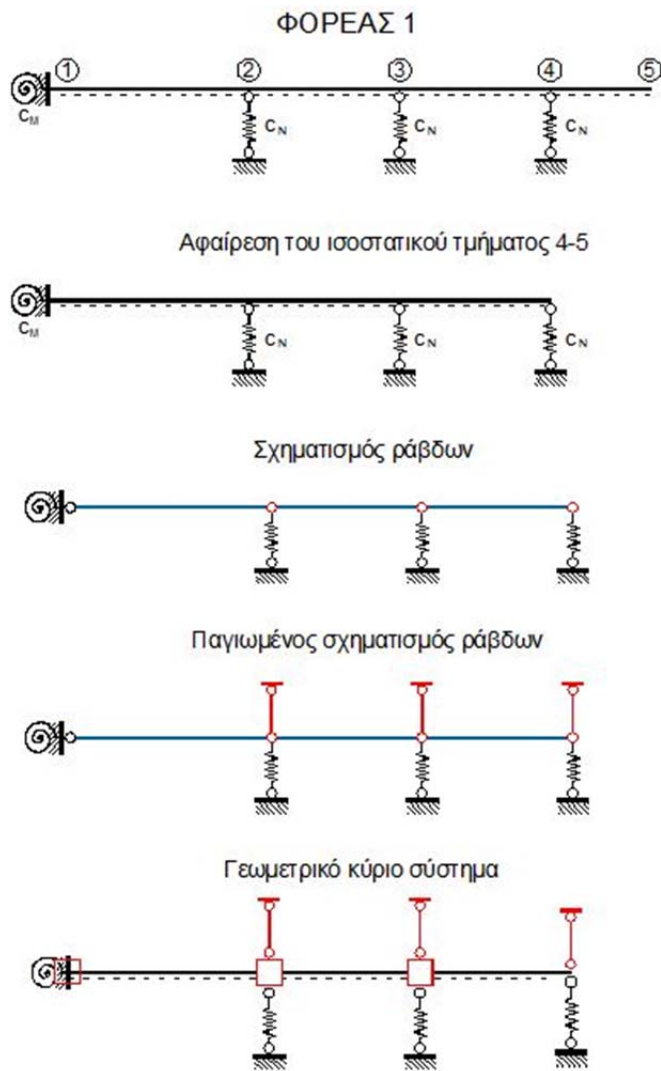 ΦΟΡΕΑΣ 1
1 2 3 4 5
C_M C_N C_N C_N
Αφαίρεση του ισοστατικού τμήματος 4-5
C_M C_N C_N C_N
Σχηματισμός ράβδων
Παγιωμένος σχηματισμός ράβδων
Γεωμετρικό κύριο σύστημα